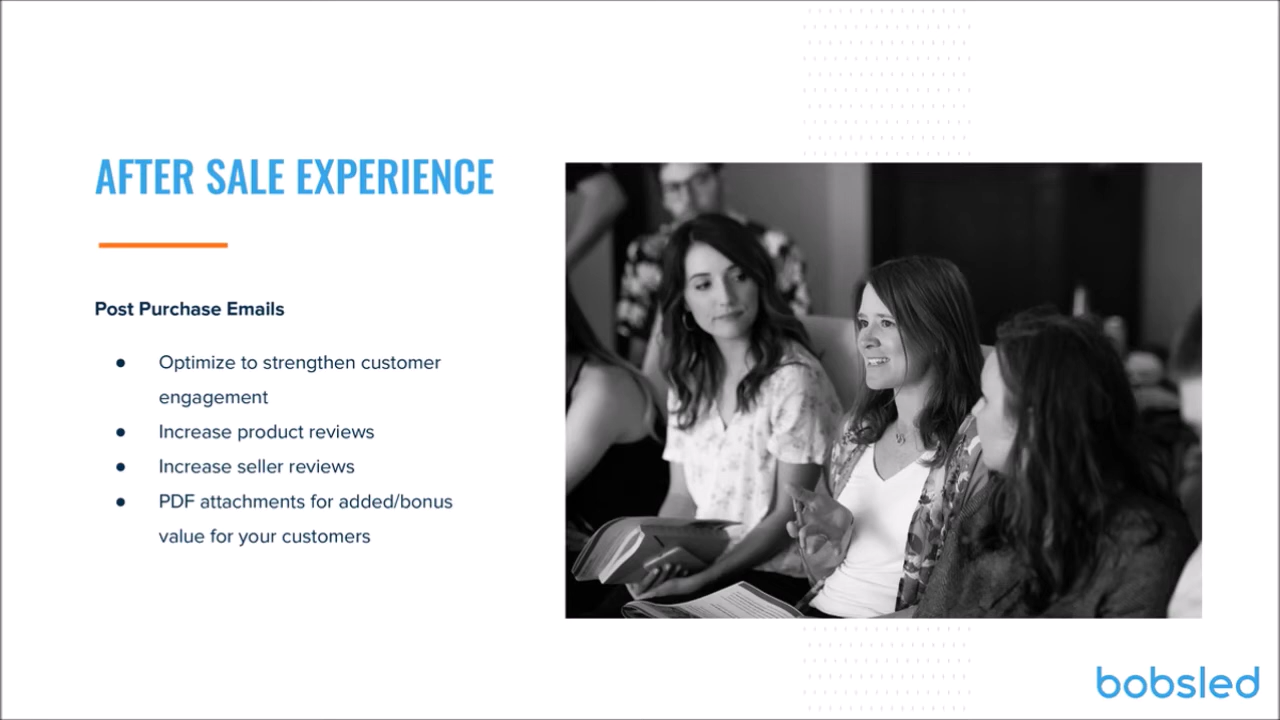 AFTER SALE EXPERIENCE
Post Purchase Emails
● Optimize to strengthen customer
engagement
● Increase product reviews
● Increase seller reviews
● PDF attachments for added/bonus
value for your customers
bobsled